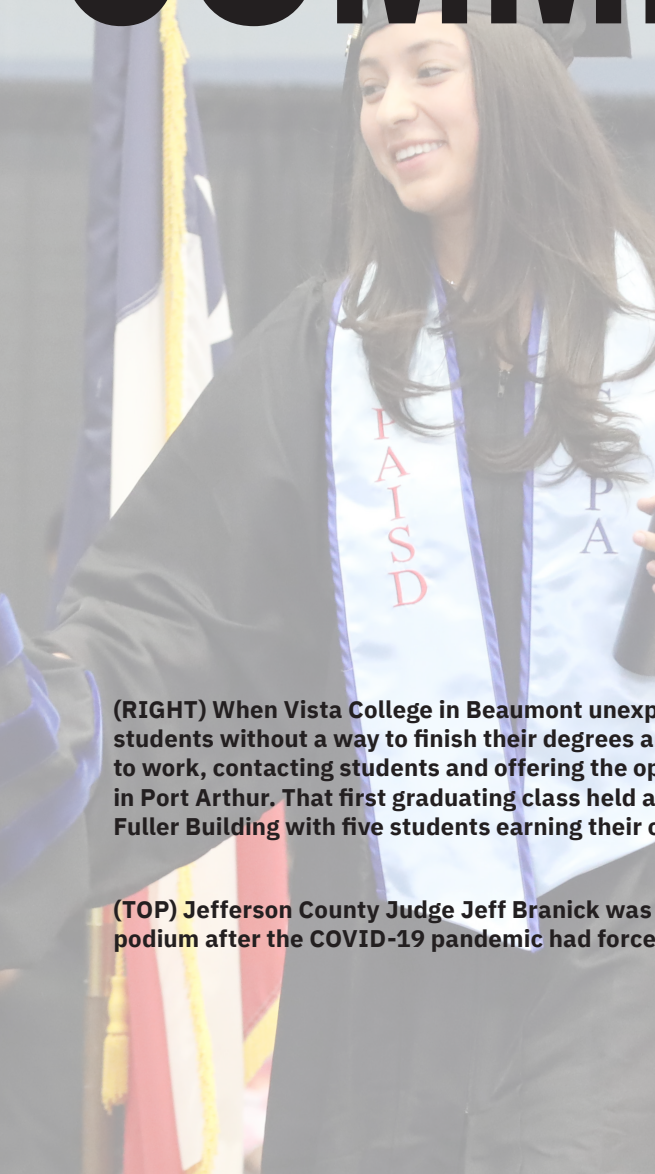 COMM
PAISD
PA
(RIGHT) When Vista College in Beaumont unexp
students without a way to finish their degrees a
to work, contacting students and offering the op
in Port Arthur. That first graduating class held a
Fuller Building with five students earning their c
(TOP) Jefferson County Judge Jeff Branick was
podium after the COVID-19 pandemic had force